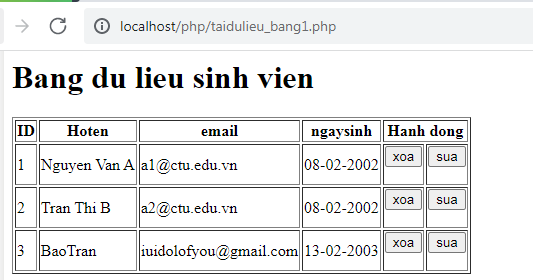 localhost/php/taidulieu_bang1.php
Bang du lieu sinh vien
ID Hoten email ngaysinh Hanh dong
1 Nguyen Van A a1@ctu.edu.vn 08-02-2002 xoa sua
2 Tran Thi B a2@ctu.edu.vn 08-02-2002 xoa sua
3 BaoTran iuidolofyou@gmail.com 13-02-2003 xoa sua